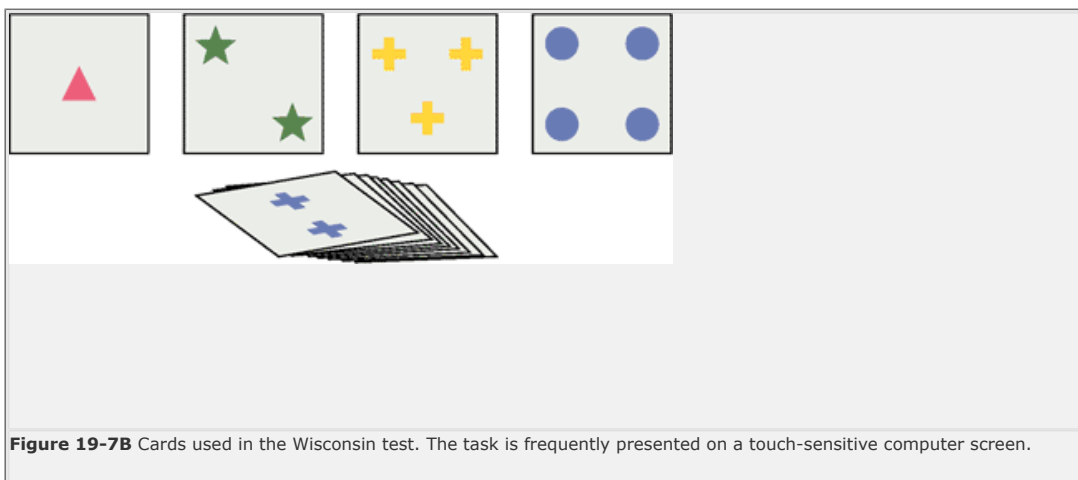 Figure 19-7B Cards used in the Wisconsin test. The task is frequently presented on a touch-sensitive computer screen.